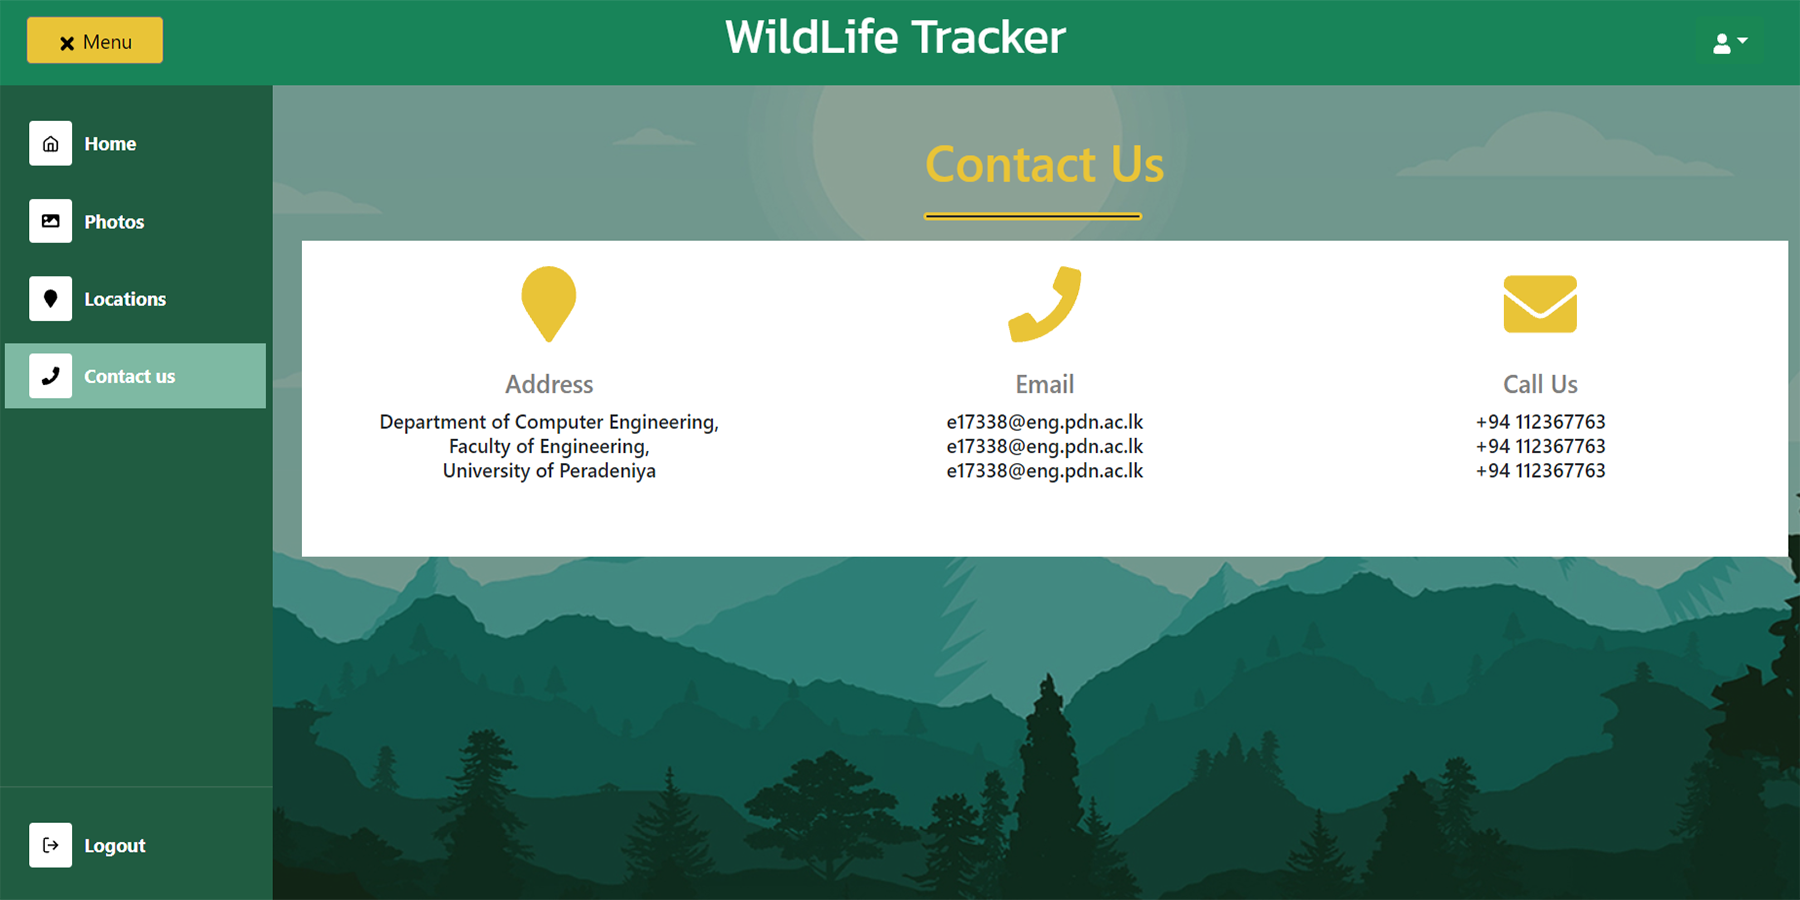 Menu
WildLife Tracker
Home
Photos
Locations
Contact us
Logout
Contact Us
Address
Department of Computer Engineering,
Faculty of Engineering,
University of Peradeniya
Email
e17338@eng.pdn.ac.lk
e17338@eng.pdn.ac.lk
e17338@eng.pdn.ac.lk
Call Us
+94 112367763
+94 112367763
+94 112367763